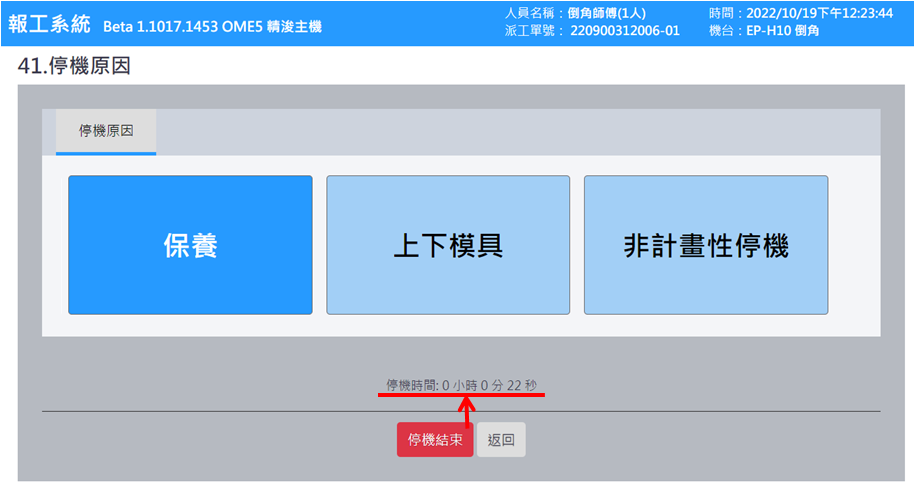 報工系統 Beta 1.1017.1453 OME5 精浚主機
人員名稱：倒角師傅(1人)
時間：2022/10/19下午12:23:44
派工單號： 220900312006-01
機台：EP-H10 倒角
41.停機原因
停機原因
保養
上下模具
非計畫性停機
停機時間: 0 小時 0 分 22 秒
停機結束
返回